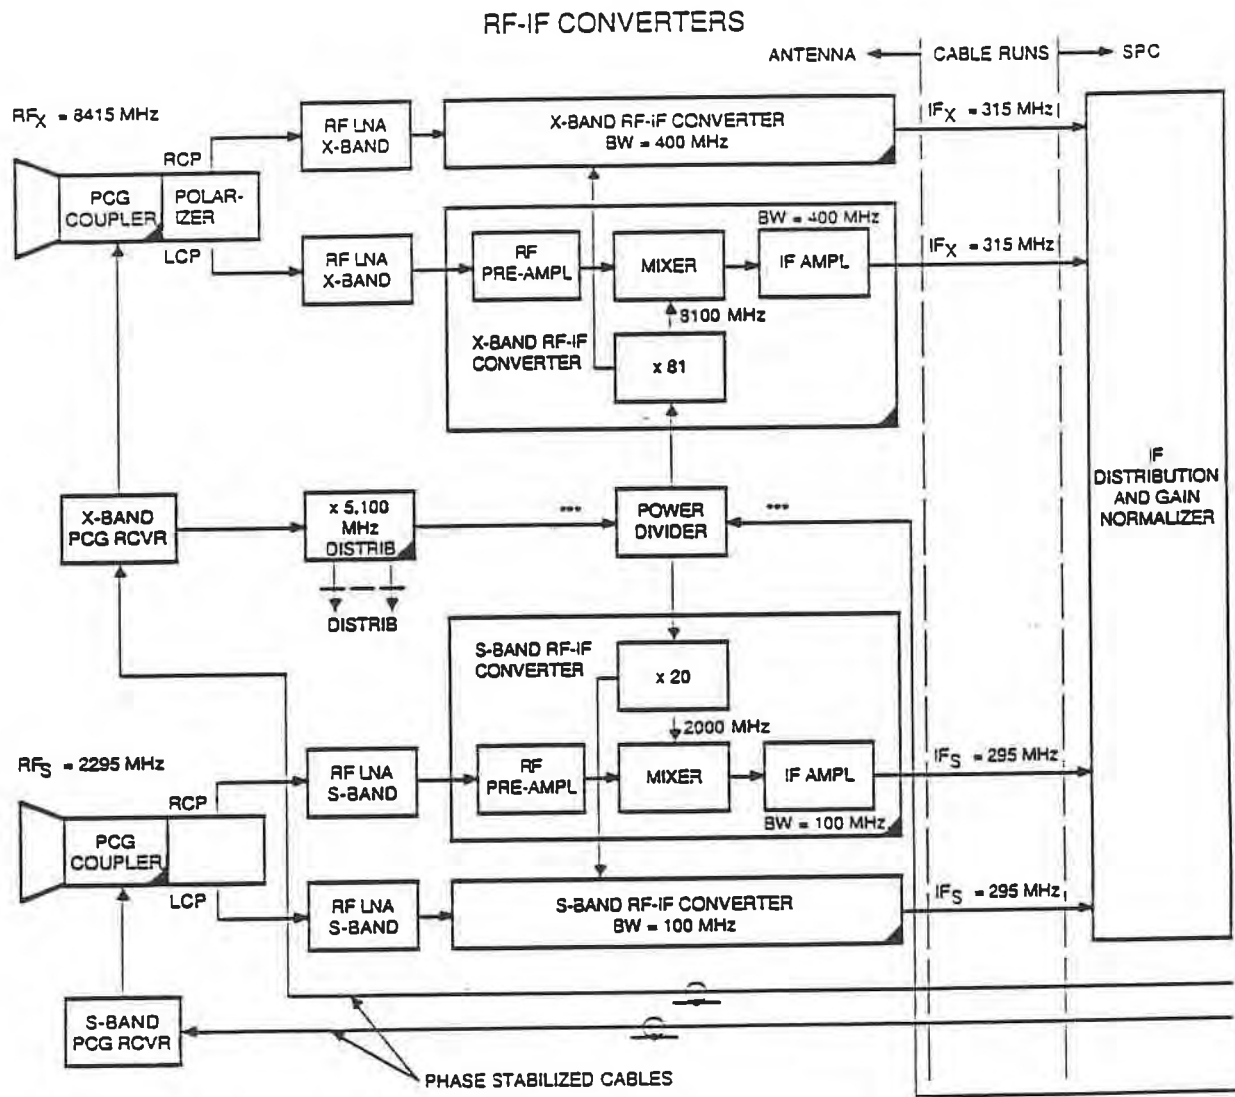 RF-IF CONVERTERS
ANTENNA
CABLE RUNS
SPC
RFX = 8415 MHz
RCP
PCG
COUPLER
POLAR-
IZER
LCP
RF LNA
X-BAND
X-BAND RF-IF CONVERTER
BW = 400 MHz
IFX = 315 MHz
RF LNA
X-BAND
BW = 400 MHz
RF
PRE-AMPL
MIXER
IF AMPL
IFX = 315 MHz
8100 MHz
X-BAND RF-IF
CONVERTER
x 81
IF
DISTRIBUTION
AND GAIN
NORMALIZER
X-BAND
PCG RCVR
x 5,100
MHz
DISTRIB
DISTRIB
***
POWER
DIVIDER
***
S-BAND RF-IF
CONVERTER
x 20
2000 MHz
RFS = 2295 MHz
RCP
PCG
COUPLER
LCP
RF LNA
S-BAND
RF
PRE-AMPL
MIXER
IF AMPL
BW = 100 MHz
IFS = 295 MHz
RF LNA
S-BAND
S-BAND RF-IF CONVERTER
BW = 100 MHz
IFS = 295 MHz
S-BAND
PCG RCVR
PHASE STABILIZED CABLES